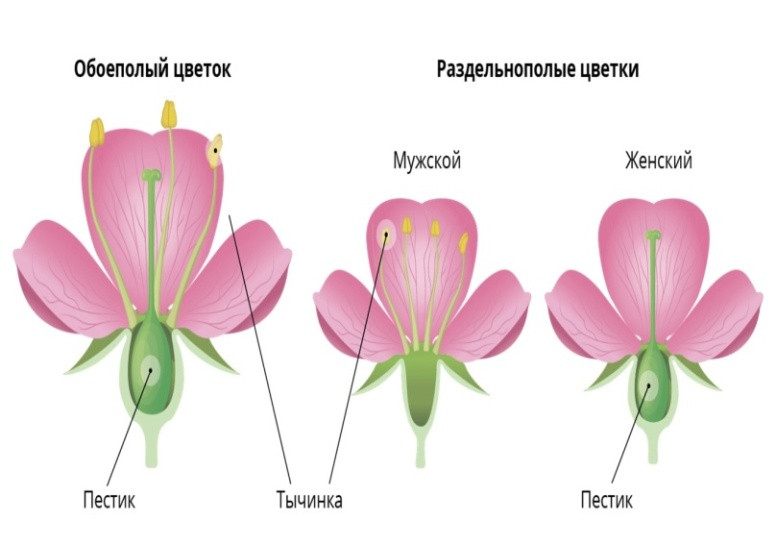 Обоеполый цветок
Раздельнополые цветки
Мужской
Женский
Пестик
Тычинка
Пестик